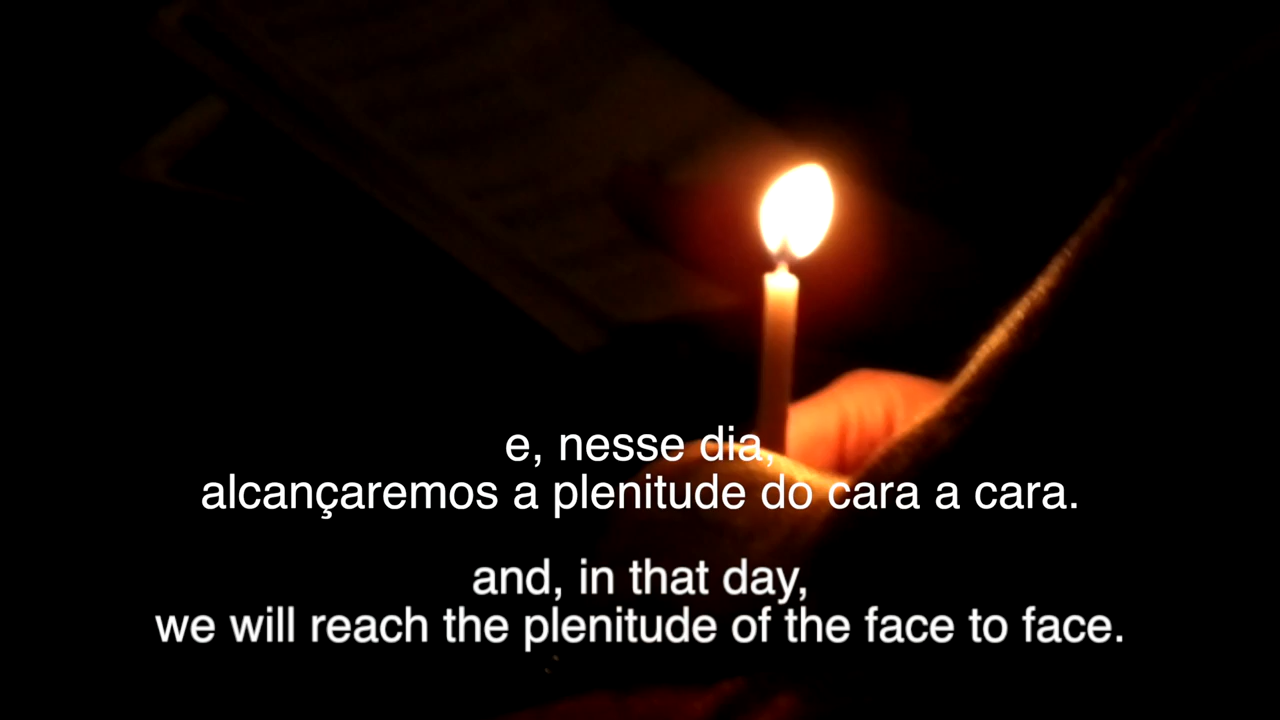 e, nesse dia,
alcançaremos a plenitude do cara a cara.
and, in that day,
we will reach the plenitude of the face to face.